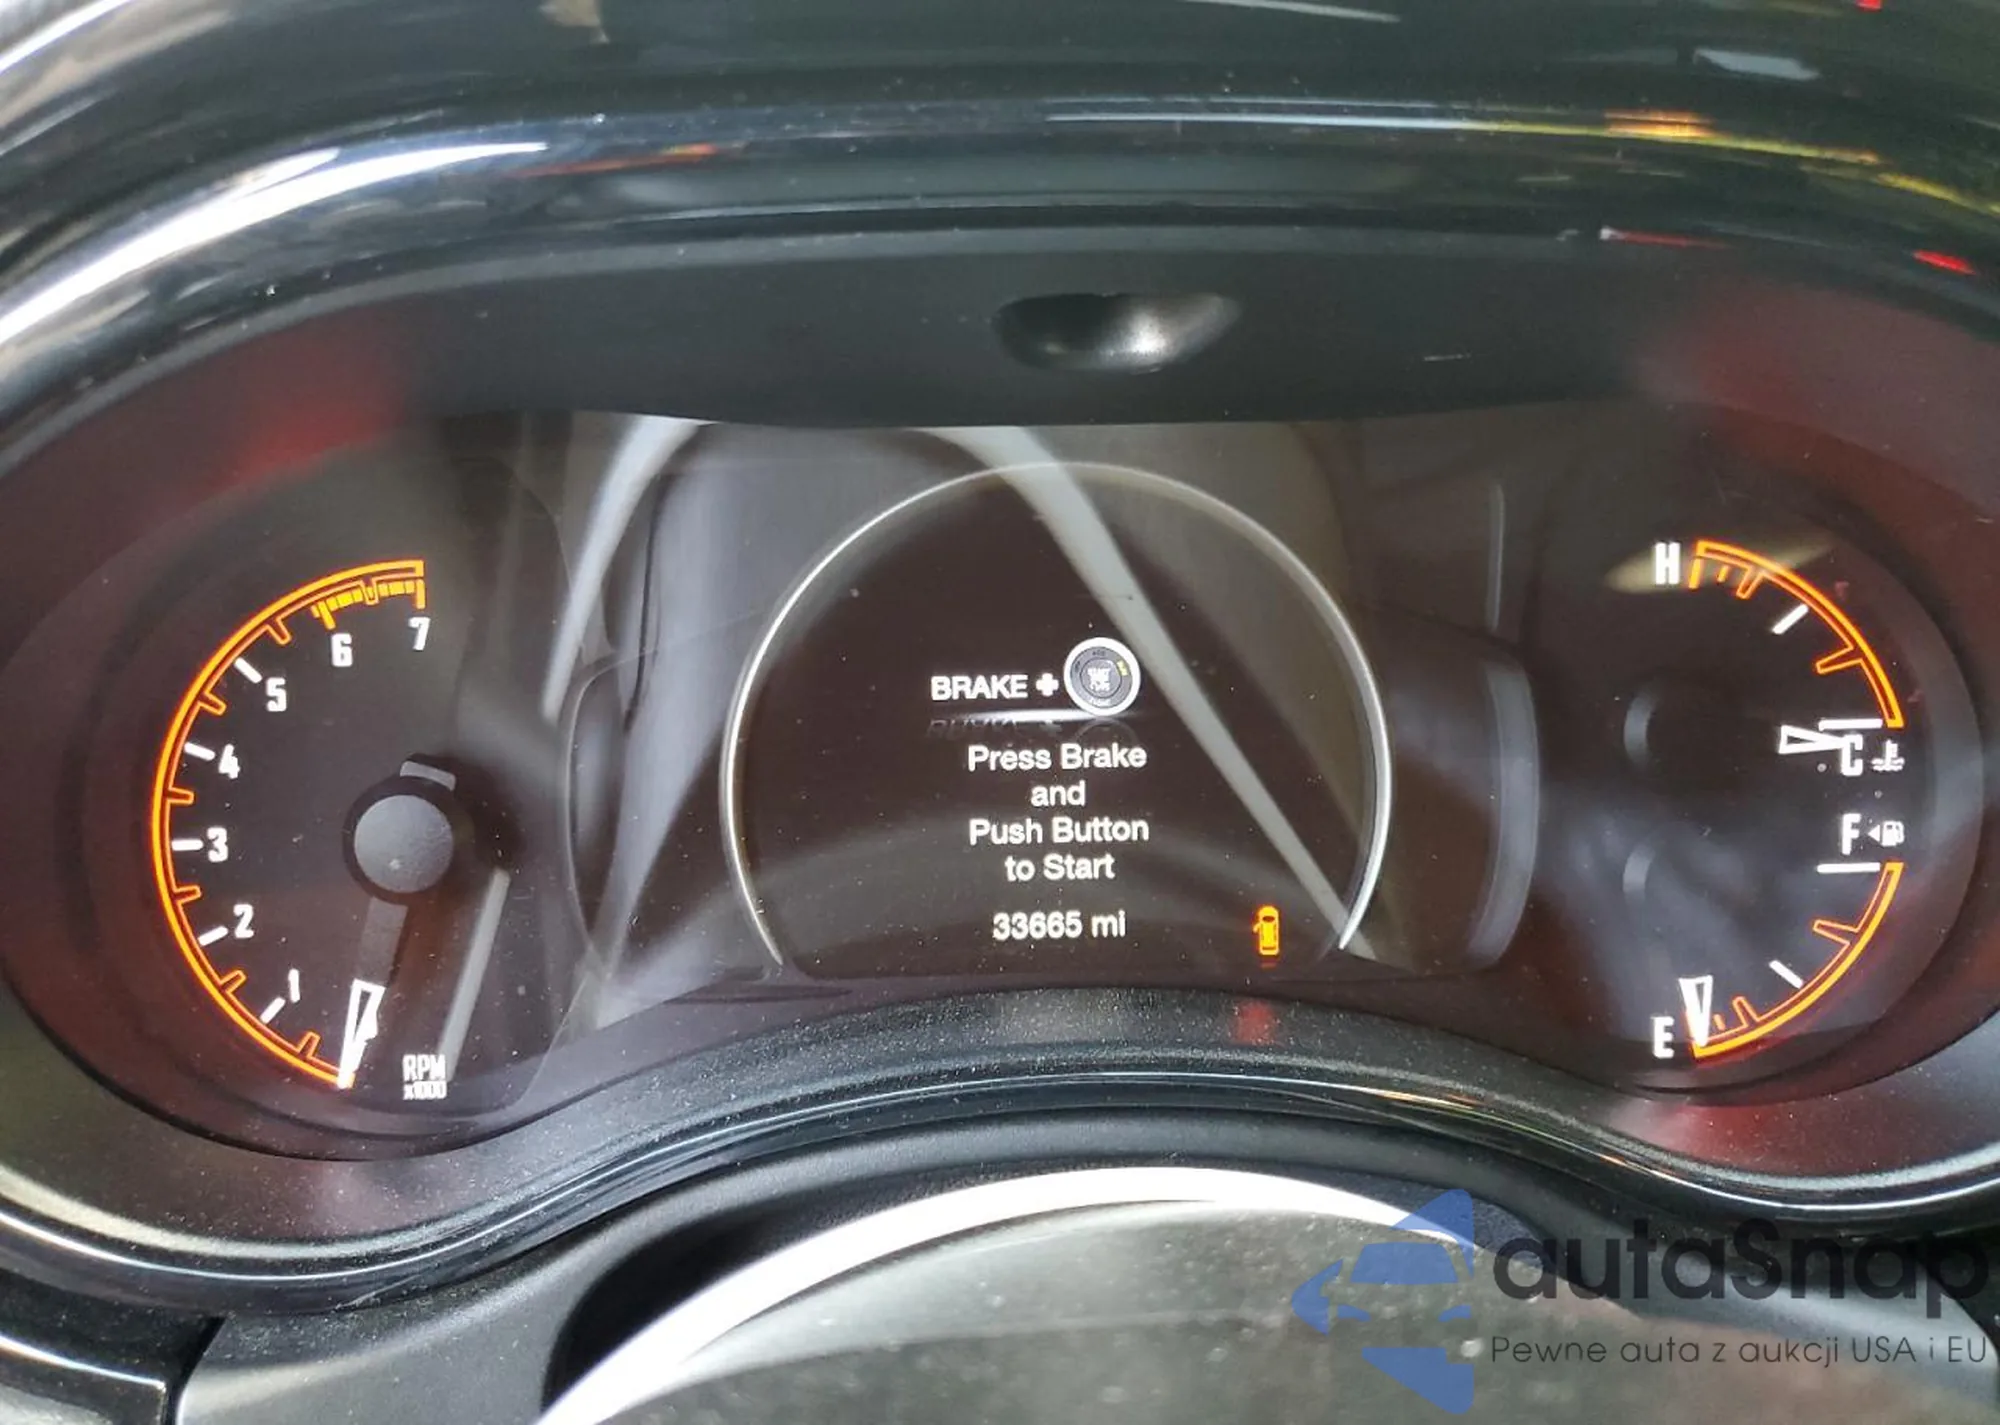 7
6
5
4
3
2
1
RPM
x1000
BRAKE +
START
Press Brake
and
Push Button
to Start
33665 mi
H
C
F
E
autaSnap
Pewne auta z aukcji USA i EU